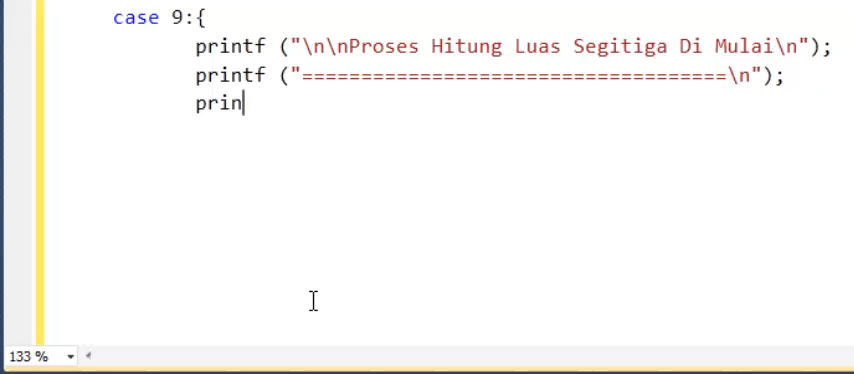 case 9:{
printf ("\n\nProses Hitung Luas Segitiga Di Mulai\n");
printf ("====================================\n");
prin
133 %